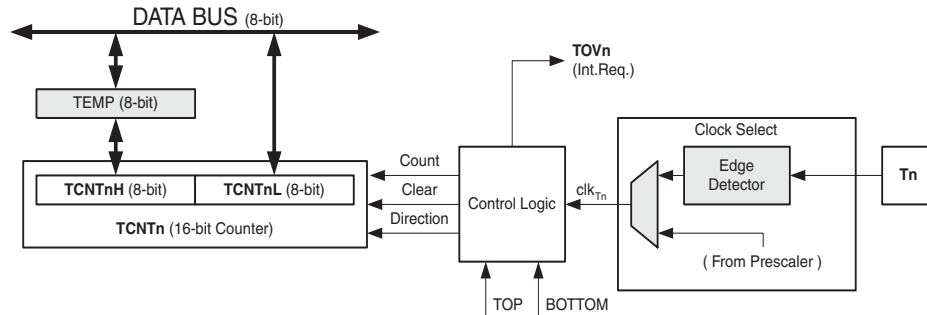 DATA BUS (8-bit)
TOVn
(Int.Req.)
TEMP (8-bit)
Clock Select
Count
Edge
Detector
Tn
TCNTnH (8-bit)
TCNTnL (8-bit)
Clear
Control Logic
clkTn
TCNTn (16-bit Counter)
Direction
( From Prescaler )
TOP
BOTTOM